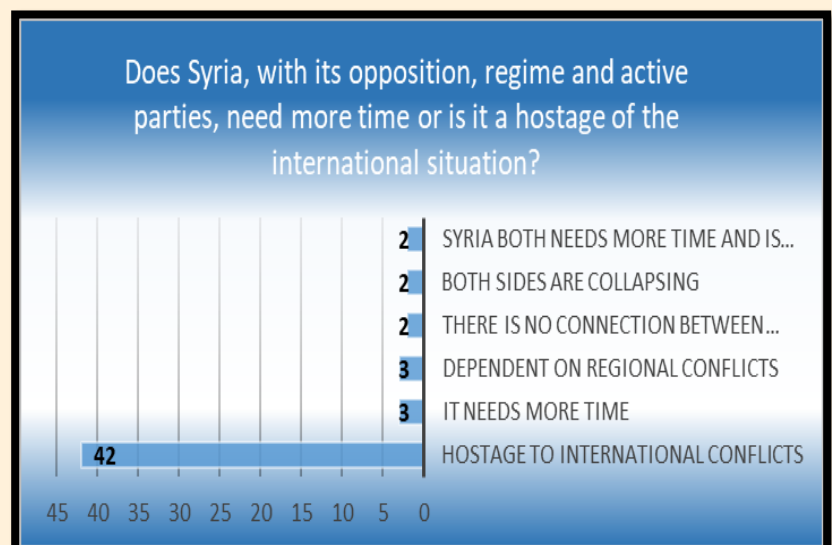 Does Syria, with its opposition, regime and active
parties, need more time or is it a hostage of the
international situation?
2 SYRIA BOTH NEEDS MORE TIME AND IS...
2 BOTH SIDES ARE COLLAPSING
2 THERE IS NO CONNECTION BETWEEN...
3 DEPENDENT ON REGIONAL CONFLICTS
3 IT NEEDS MORE TIME
42 HOSTAGE TO INTERNATIONAL CONFLICTS
45 40 35 30 25 20 15 10 5 0